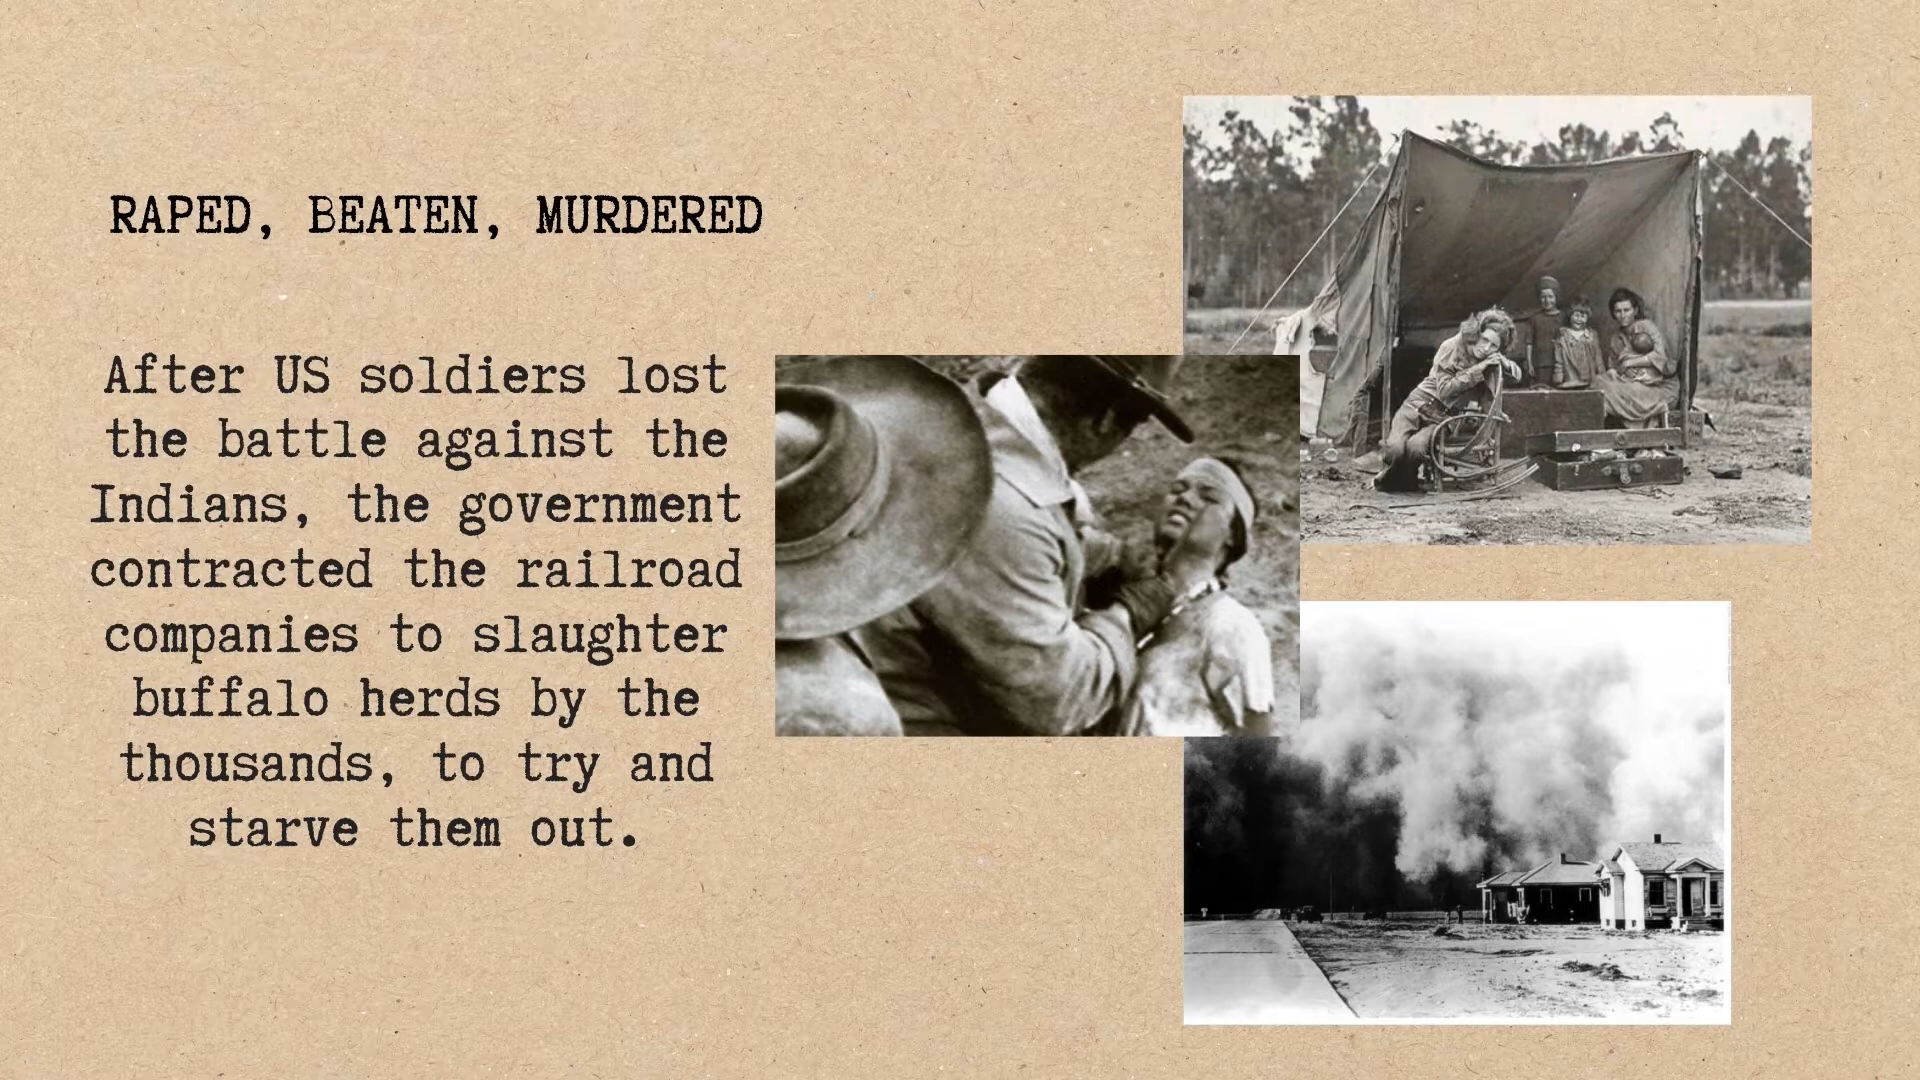 RAPED, BEATEN, MURDERED
After US soldiers lost
the battle against the
Indians, the government
contracted the railroad
companies to slaughter
buffalo herds by the
thousands, to try and
starve them out.